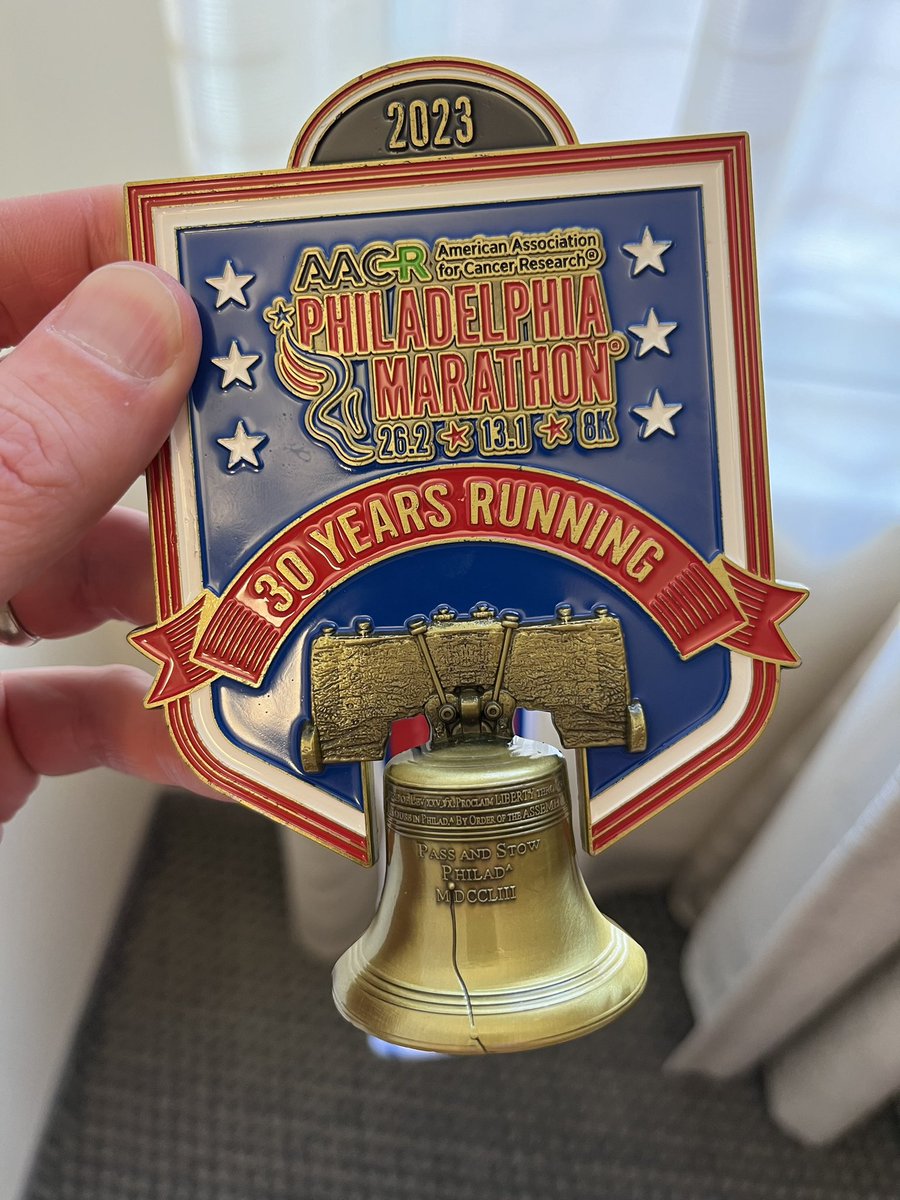 2023
AACR American Association
for Cancer Research®
PHILADELPHIA
MARATHON®
26.2 13.1 8K
30 YEARS RUNNING
PROCLAIM LIBERTY
PHILADA BY ORDER OF THE ASSEMB
PASS AND STOW
PHILADA
MDCCLIII